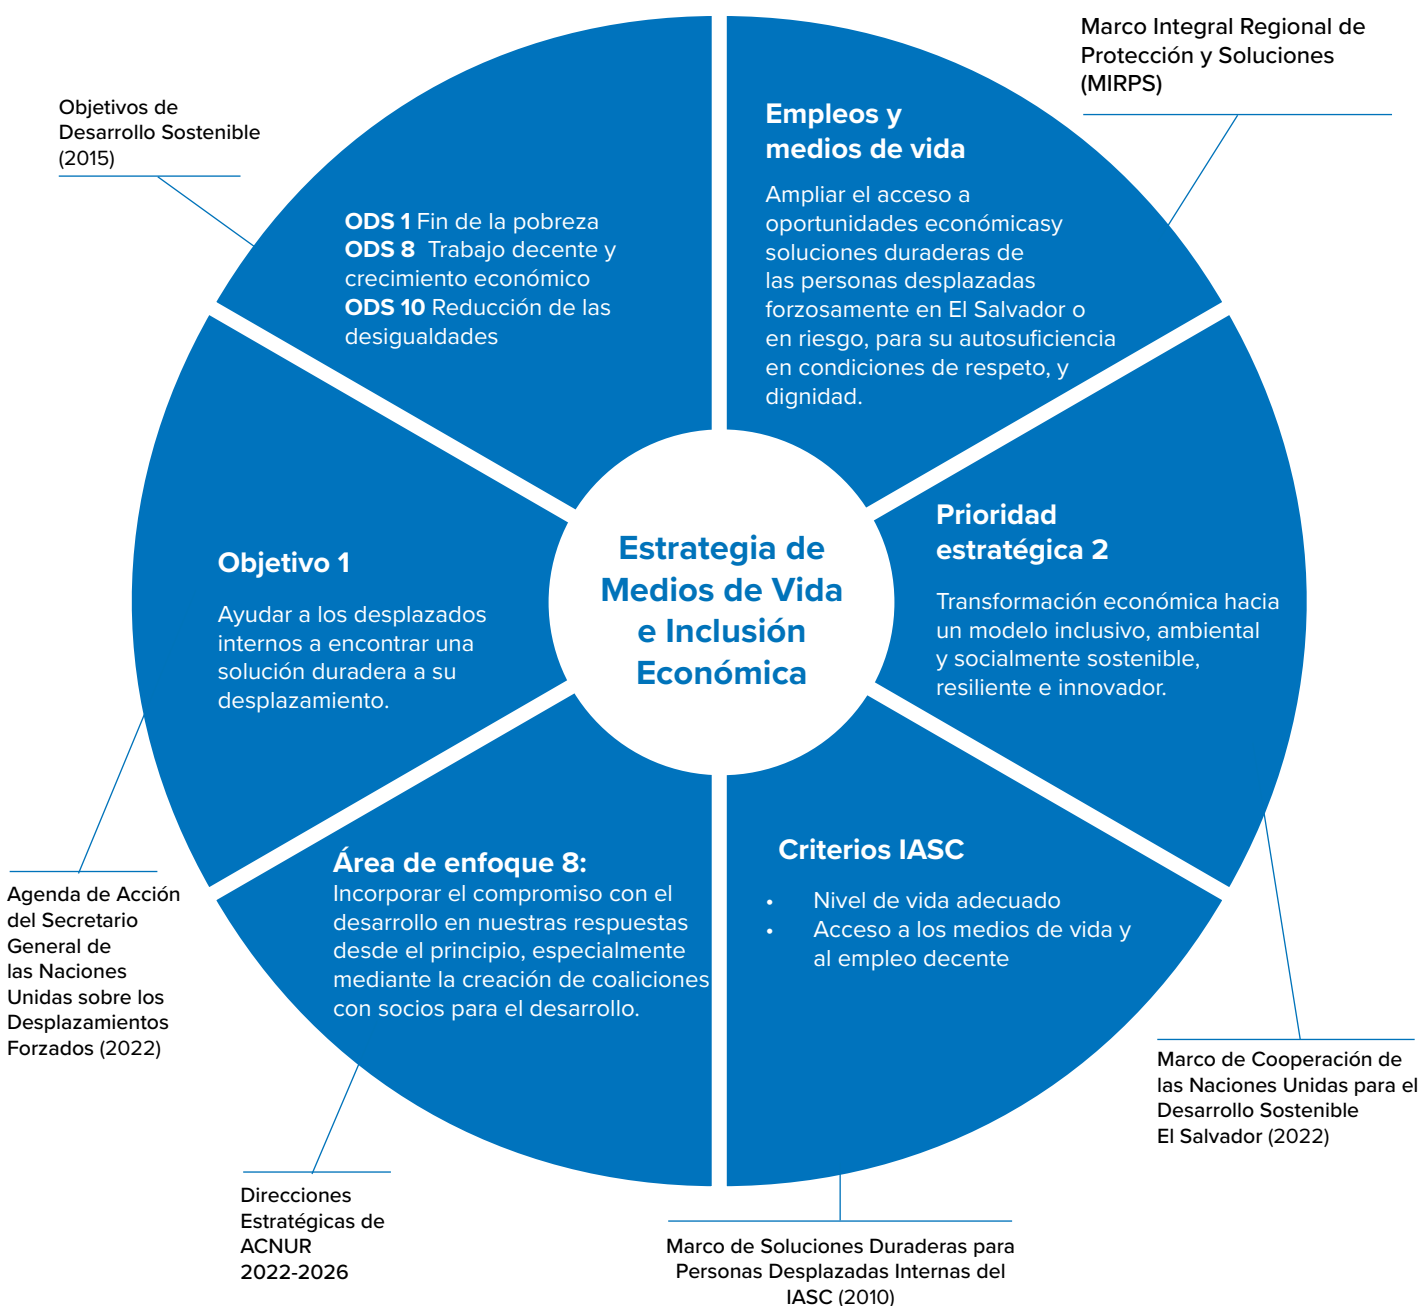 Marco Integral Regional de
Protección y Soluciones
(MIRPS)
Objetivos de
Desarrollo Sostenible
(2015)
ODS 1 Fin de la pobreza
ODS 8 Trabajo decente y
crecimiento económico
ODS 10 Reducción de las
desigualdades
Empleos y
medios de vida
Ampliar el acceso a
oportunidades económicasy
soluciones duraderas de
las personas desplazadas
forzosamente en El Salvador o
en riesgo, para su autosuficiencia
en condiciones de respeto, y
dignidad.
Objetivo 1
Ayudar a los desplazados
internos a encontrar una
solución duradera a su
desplazamiento.
Estrategia de
Medios de Vida
e Inclusión
Económica
Prioridad
estratégica 2
Transformación económica hacia
un modelo inclusivo, ambiental
y socialmente sostenible,
resiliente e innovador.
Área de enfoque 8:
Incorporar el compromiso con el
desarrollo en nuestras respuestas
desde el principio, especialmente
mediante la creación de coaliciones
con socios para el desarrollo.
Criterios IASC
• Nivel de vida adecuado
• Acceso a los medios de vida y
al empleo decente
Agenda de Acción
del Secretario
General de
las Naciones
Unidas sobre los
Desplazamientos
Forzados (2022)
Marco de Cooperación de
las Naciones Unidas para el
Desarrollo Sostenible
El Salvador (2022)
Direcciones
Estratégicas de
ACNUR
2022-2026
Marco de Soluciones Duraderas para
Personas Desplazadas Internas del
IASC (2010)